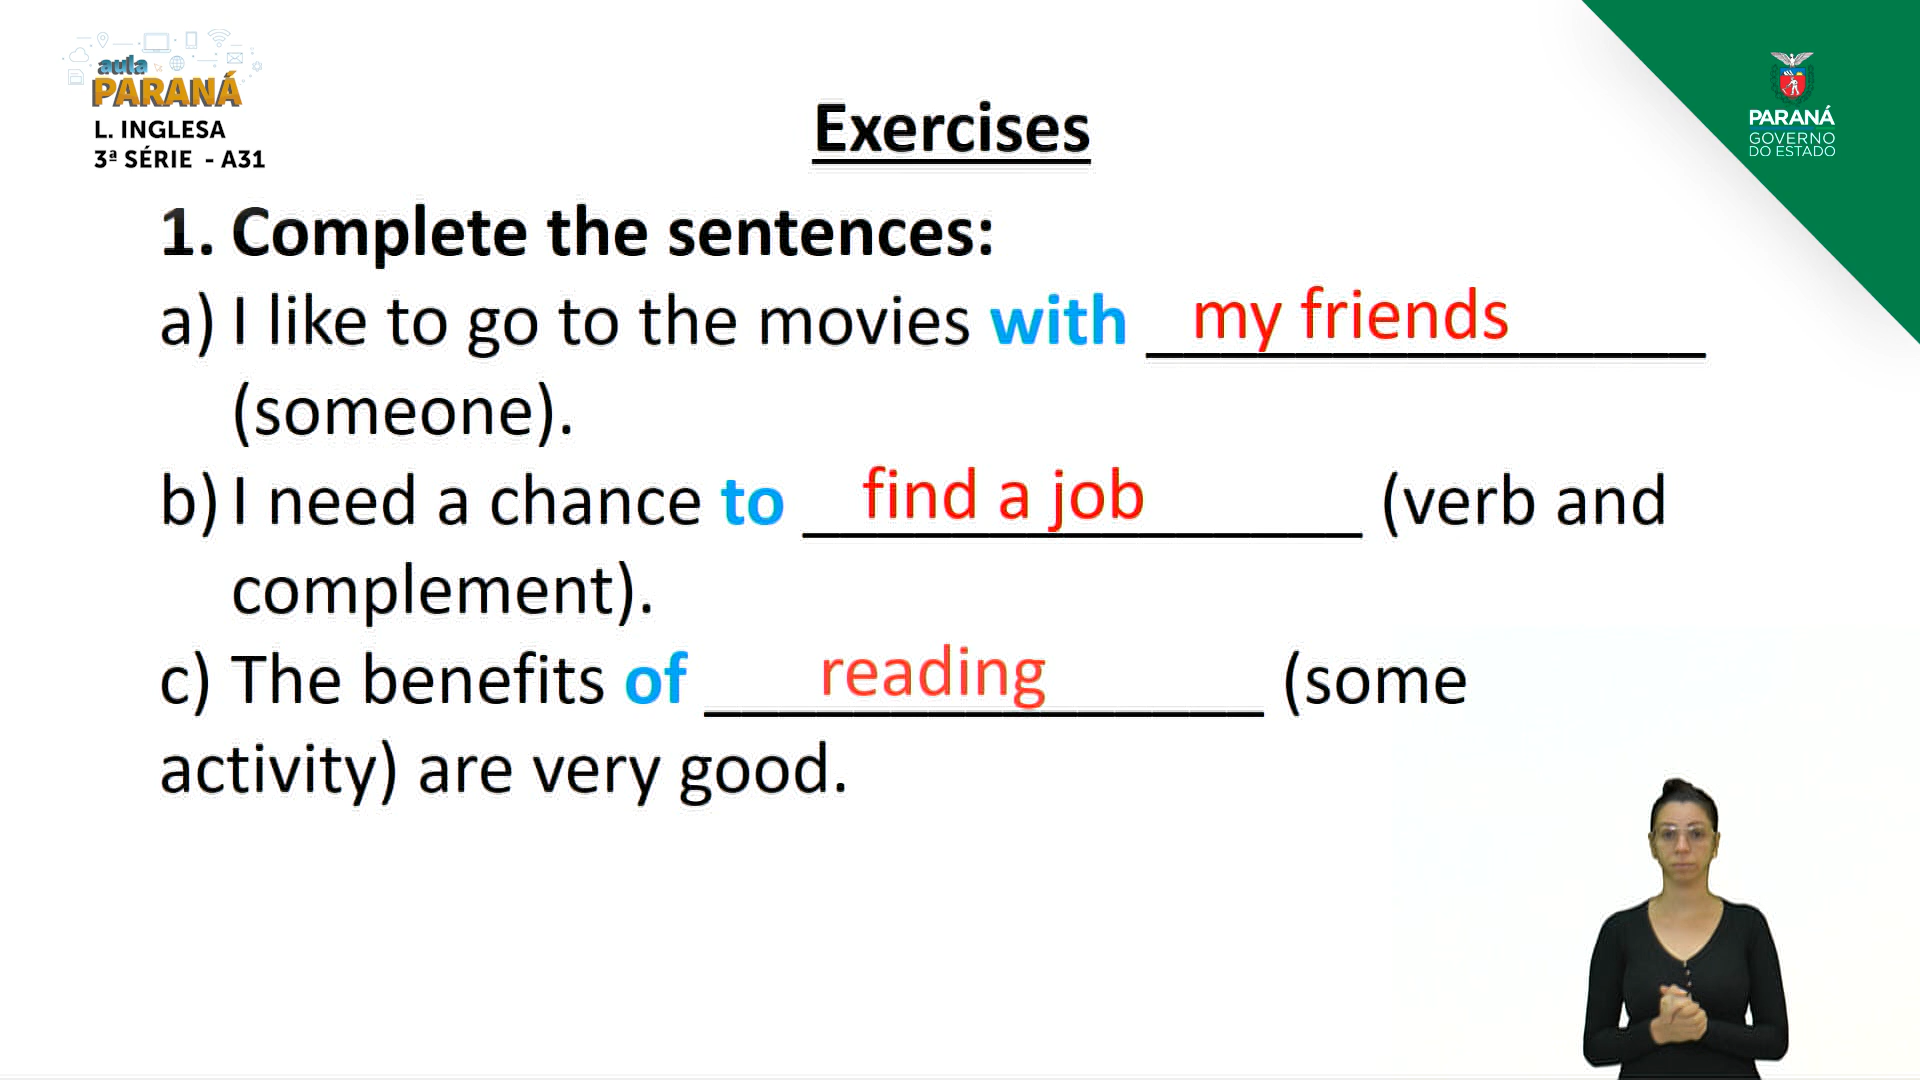 aula
PARANÁ
L. INGLESA
3ª SÉRIE - A31
PARANÁ
GOVERNO
DO ESTADO
Exercises
1. Complete the sentences:
a) I like to go to the movies with my friends
(someone).
b) I need a chance to find a job (verb and
complement).
c) The benefits of reading (some
activity) are very good.